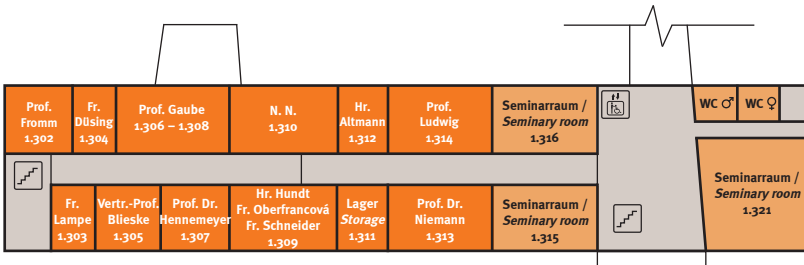 Prof.
Fromm
1.302
Fr.
Düsing
1.304
Prof. Gaube
1.306 – 1.308
N. N.
1.310
Hr.
Altmann
1.312
Prof.
Ludwig
1.314
Seminarraum /
Seminary room
1.316
WC ♂
WC ♀
Fr.
Lampe
1.303
Vertr.-Prof.
Blieske
1.305
Prof. Dr.
Hennemeyer
1.307
Hr. Hundt
Fr. Oberfrancová
Fr. Schneider
1.309
Lager
Storage
1.311
Prof. Dr.
Niemann
1.313
Seminarraum /
Seminary room
1.315
Seminarraum /
Seminary room
1.321